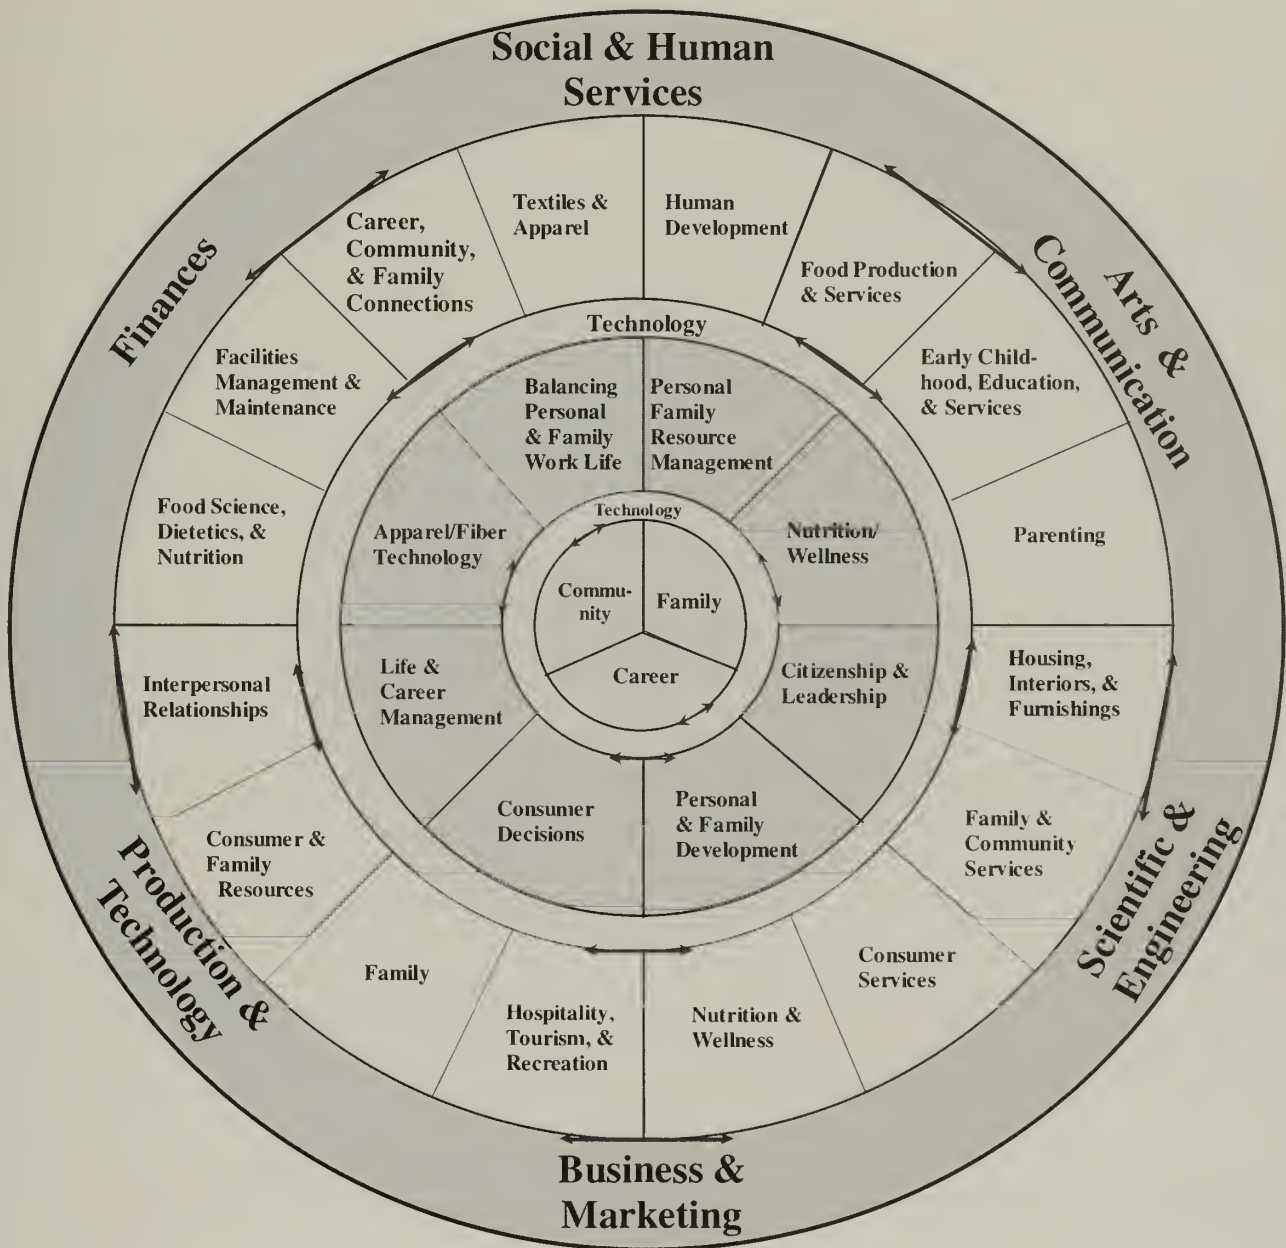 Social & Human
Services
Arts &
Communication
Scientific &
Engineering
Business &
Marketing
Production &
Technology
Finances
Textiles &
Apparel
Human
Development
Food Production
& Services
Early Child-
hood, Education,
& Services
Parenting
Housing,
Interiors, &
Furnishings
Family &
Community
Services
Consumer
Services
Nutrition &
Wellness
Hospitality,
Tourism, &
Recreation
Family
Consumer &
Family
Resources
Interpersonal
Relationships
Food Science,
Dietetics, &
Nutrition
Facilities
Management &
Maintenance
Career,
Community,
& Family
Connections
Technology
Balancing
Personal
& Family
Work Life
Personal
Family
Resource
Management
Nutrition/
Wellness
Citizenship &
Leadership
Personal
& Family
Development
Consumer
Decisions
Life &
Career
Management
Apparel/Fiber
Technology
Technology
Commu-
nity
Family
Career